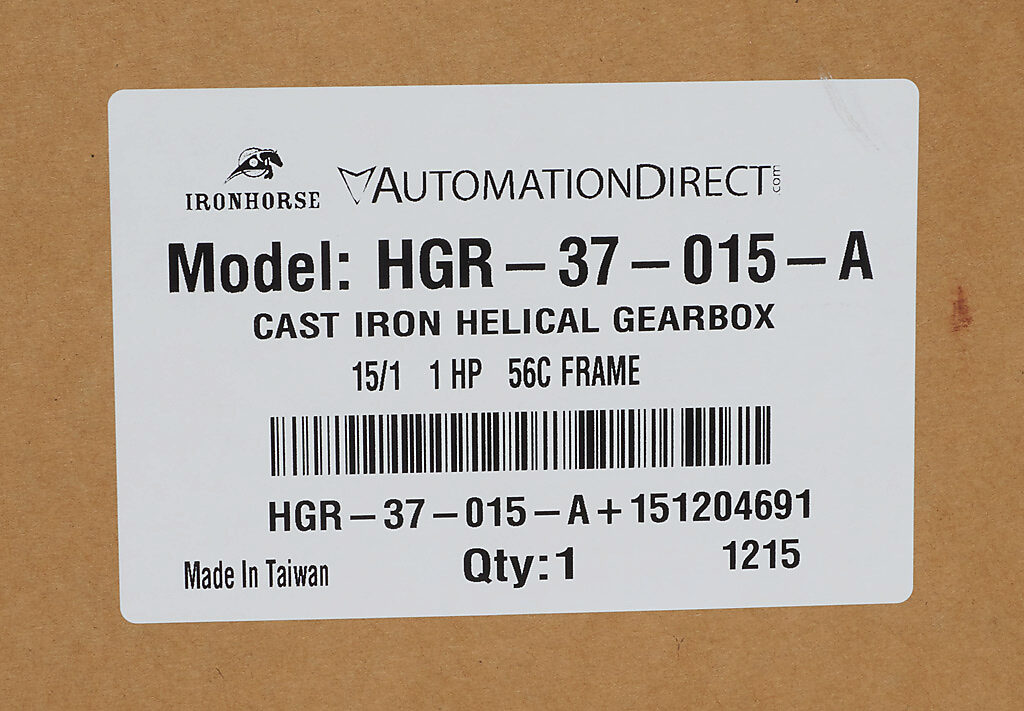 IRONHORSE AUTOMATIONDIRECT.com
Model: HGR-37-015-A
CAST IRON HELICAL GEARBOX
15/1 1 HP 56C FRAME
HGR-37-015-A+151204691
Made In Taiwan Qty:1 1215